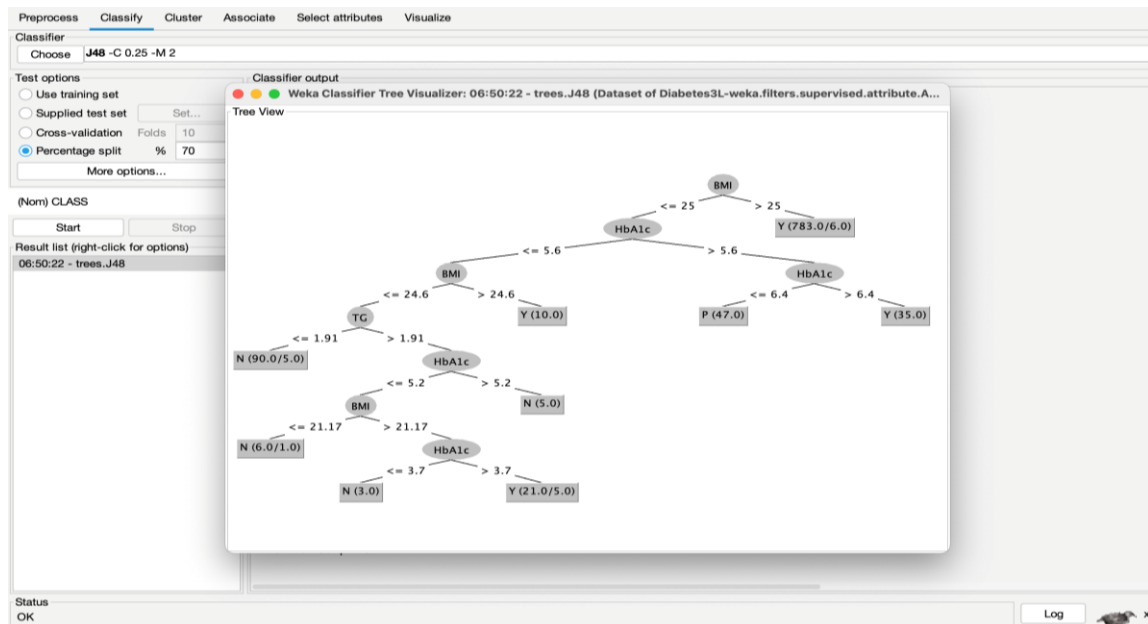 Preprocess Classify Cluster Associate Select attributes Visualize
Classifier
Choose J48 -C 0.25 -M 2
Test options
Use training set
Supplied test set Set...
Cross-validation Folds 10
Percentage split % 70
More options...
(Nom) CLASS
Start Stop
Result list (right-click for options)
06:50:22 - trees.J48
Classifier output
Weka Classifier Tree Visualizer: 06:50:22 - trees.J48 (Dataset of Diabetes3L-weka.filters.supervised.attribute.A...
Tree View
BMI
<= 25 > 25
HbA1c Y (783.0/6.0)
<= 5.6 > 5.6
BMI HbA1c
<= 24.6 > 24.6 <= 6.4 > 6.4
TG Y (10.0) P (47.0) Y (35.0)
<= 1.91 > 1.91
N (90.0/5.0) HbA1c
<= 5.2 > 5.2
BMI N (5.0)
<= 21.17 > 21.17
N (6.0/1.0) HbA1c
<= 3.7 > 3.7
N (3.0) Y (21.0/5.0)
Status
OK
Log x